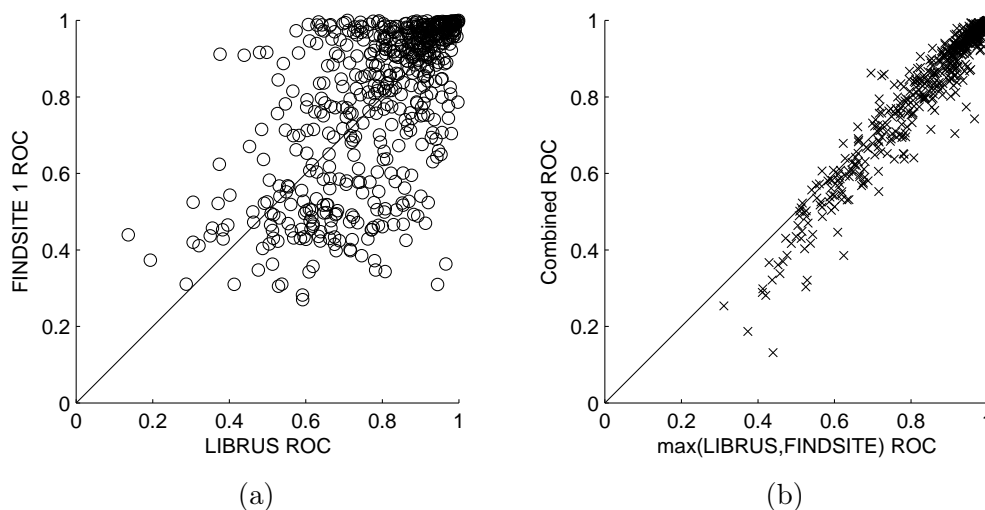 1
0.8
0.6
0.4
0.2
0
0 0.2 0.4 0.6 0.8 1
FINDSITE 1 ROC
LIBRUS ROC
(a)
1
0.8
0.6
0.4
0.2
0
0 0.2 0.4 0.6 0.8 1
Combined ROC
max(LIBRUS,FINDSITE) ROC
(b)